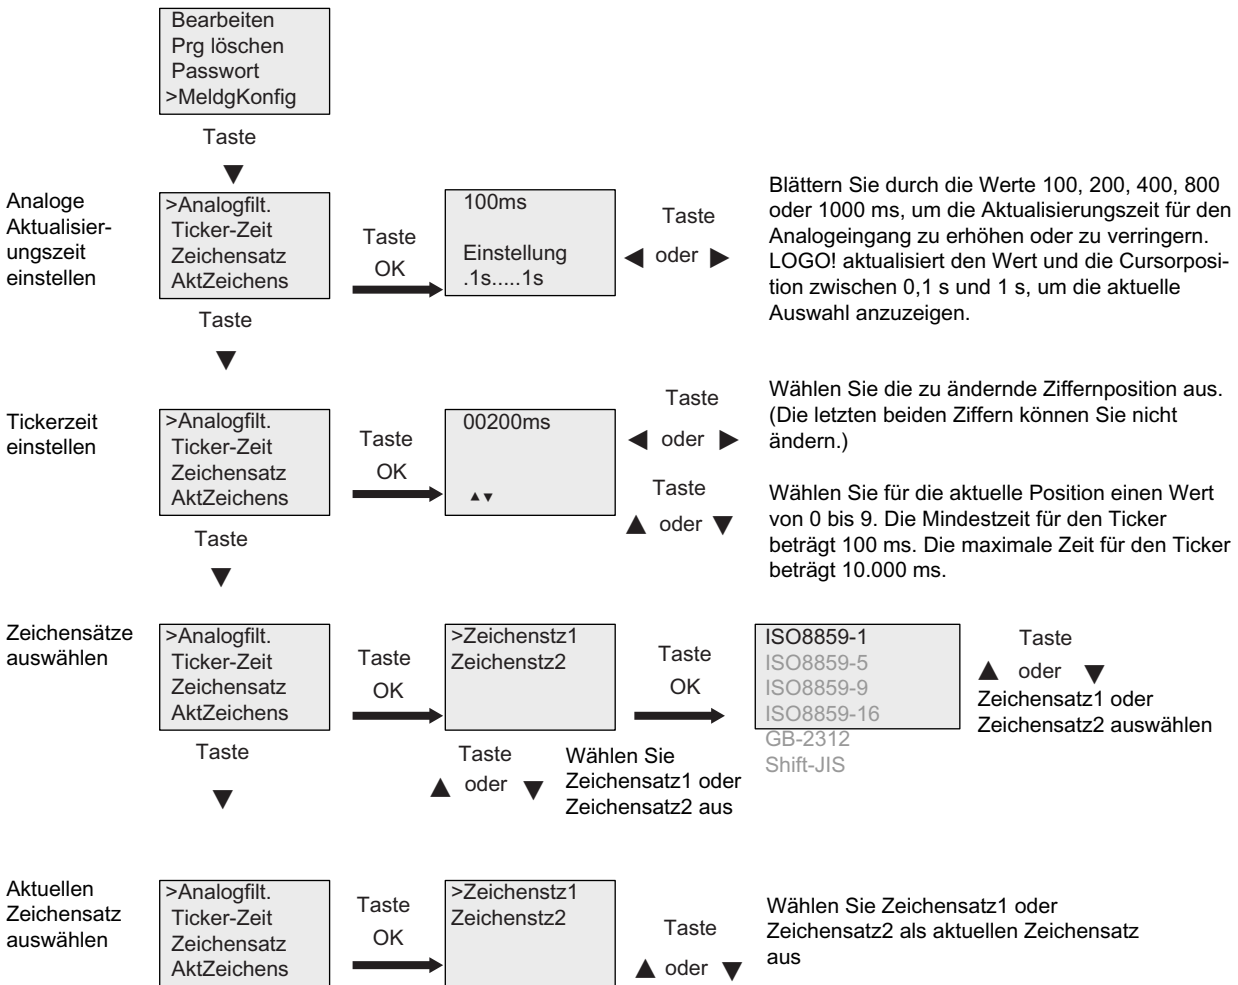 Bearbeiten
Prg löschen
Passwort
>MeldgKonfig
Taste
Analoge
Aktualisier-
ungszeit
einstellen
>Analogfilt.
Ticker-Zeit
Zeichensatz
AktZeichens
Taste
OK
100ms
Einstellung
.1s.....1s
Taste
◀ oder ▶
Blättern Sie durch die Werte 100, 200, 400, 800
oder 1000 ms, um die Aktualisierungszeit für den
Analogeingang zu erhöhen oder zu verringern.
LOGO! aktualisiert den Wert und die Cursorposi-
tion zwischen 0,1 s und 1 s, um die aktuelle
Auswahl anzuzeigen.
Taste
Tickerzeit
einstellen
>Analogfilt.
Ticker-Zeit
Zeichensatz
AktZeichens
Taste
OK
00200ms
▲▼
Taste
◀ oder ▶
Wählen Sie die zu ändernde Ziffernposition aus.
(Die letzten beiden Ziffern können Sie nicht
ändern.)
Taste
▲ oder ▼
Wählen Sie für die aktuelle Position einen Wert
von 0 bis 9. Die Mindestzeit für den Ticker
beträgt 100 ms. Die maximale Zeit für den Ticker
beträgt 10.000 ms.
Taste
Zeichensätze
auswählen
>Analogfilt.
Ticker-Zeit
Zeichensatz
AktZeichens
Taste
OK
>Zeichenstz1
Zeichenstz2
Taste
▲ oder ▼
Wählen Sie
Zeichensatz1 oder
Zeichensatz2 aus
Taste
OK
ISO8859-1
ISO8859-5
ISO8859-9
ISO8859-16
GB-2312
Shift-JIS
Taste
▲ oder ▼
Zeichensatz1 oder
Zeichensatz2 auswählen
Taste
Aktuellen
Zeichensatz
auswählen
>Analogfilt.
Ticker-Zeit
Zeichensatz
AktZeichens
Taste
OK
>Zeichenstz1
Zeichenstz2
Taste
▲ oder ▼
Wählen Sie Zeichensatz1 oder
Zeichensatz2 als aktuellen Zeichensatz
aus